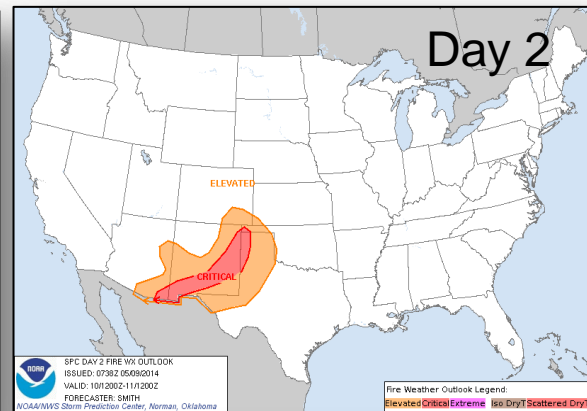 Day 2
ELEVATED
CRITICAL
NOAA
SPC DAY 2 FIRE WX OUTLOOK
ISSUED: 0738Z 05/09/2014
VALID: 10/1200Z-11/1200Z
FORECASTER: SMITH
NOAA/NWS Storm Prediction Center, Norman, Oklahoma
Fire Weather Outlook Legend:
Elevated Critical Extreme Iso DryT Scattered DryT